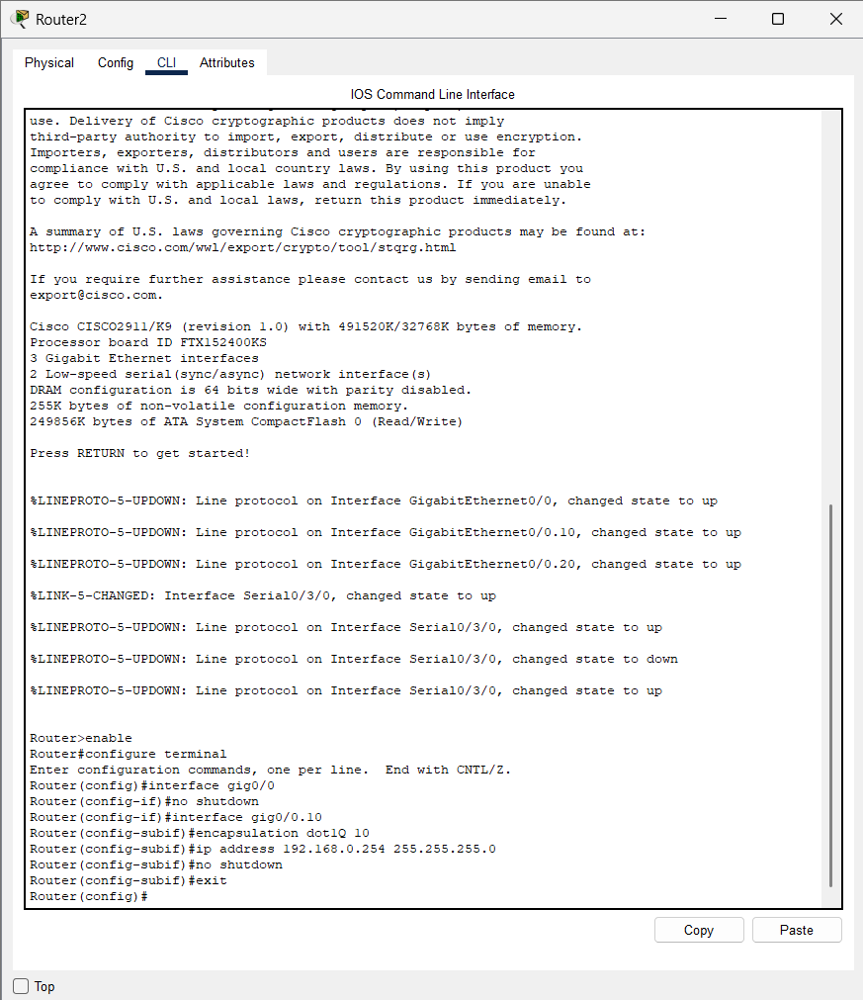 Router2
Physical Config CLI Attributes
IOS Command Line Interface
use. Delivery of Cisco cryptographic products does not imply
third-party authority to import, export, distribute or use encryption.
Importers, exporters, distributors and users are responsible for
compliance with U.S. and local country laws. By using this product you
agree to comply with applicable laws and regulations. If you are unable
to comply with U.S. and local laws, return this product immediately.
A summary of U.S. laws governing Cisco cryptographic products may be found at:
http://www.cisco.com/wwl/export/crypto/tool/stqrg.html
If you require further assistance please contact us by sending email to
export@cisco.com.
Cisco CISCO2911/K9 (revision 1.0) with 491520K/32768K bytes of memory.
Processor board ID FTX152400KS
3 Gigabit Ethernet interfaces
2 Low-speed serial(sync/async) network interface(s)
DRAM configuration is 64 bits wide with parity disabled.
255K bytes of non-volatile configuration memory.
249856K bytes of ATA System CompactFlash 0 (Read/Write)
Press RETURN to get started!
%LINEPROTO-5-UPDOWN: Line protocol on Interface GigabitEthernet0/0, changed state to up
%LINEPROTO-5-UPDOWN: Line protocol on Interface GigabitEthernet0/0.10, changed state to up
%LINEPROTO-5-UPDOWN: Line protocol on Interface GigabitEthernet0/0.20, changed state to up
%LINK-5-CHANGED: Interface Serial0/3/0, changed state to up
%LINEPROTO-5-UPDOWN: Line protocol on Interface Serial0/3/0, changed state to up
%LINEPROTO-5-UPDOWN: Line protocol on Interface Serial0/3/0, changed state to down
%LINEPROTO-5-UPDOWN: Line protocol on Interface Serial0/3/0, changed state to up
Router>enable
Router#configure terminal
Enter configuration commands, one per line.  End with CNTL/Z.
Router(config)#interface gig0/0
Router(config-if)#no shutdown
Router(config-if)#interface gig0/0.10
Router(config-subif)#encapsulation dot1Q 10
Router(config-subif)#ip address 192.168.0.254 255.255.255.0
Router(config-subif)#no shutdown
Router(config-subif)#exit
Router(config)#
Copy Paste
Top